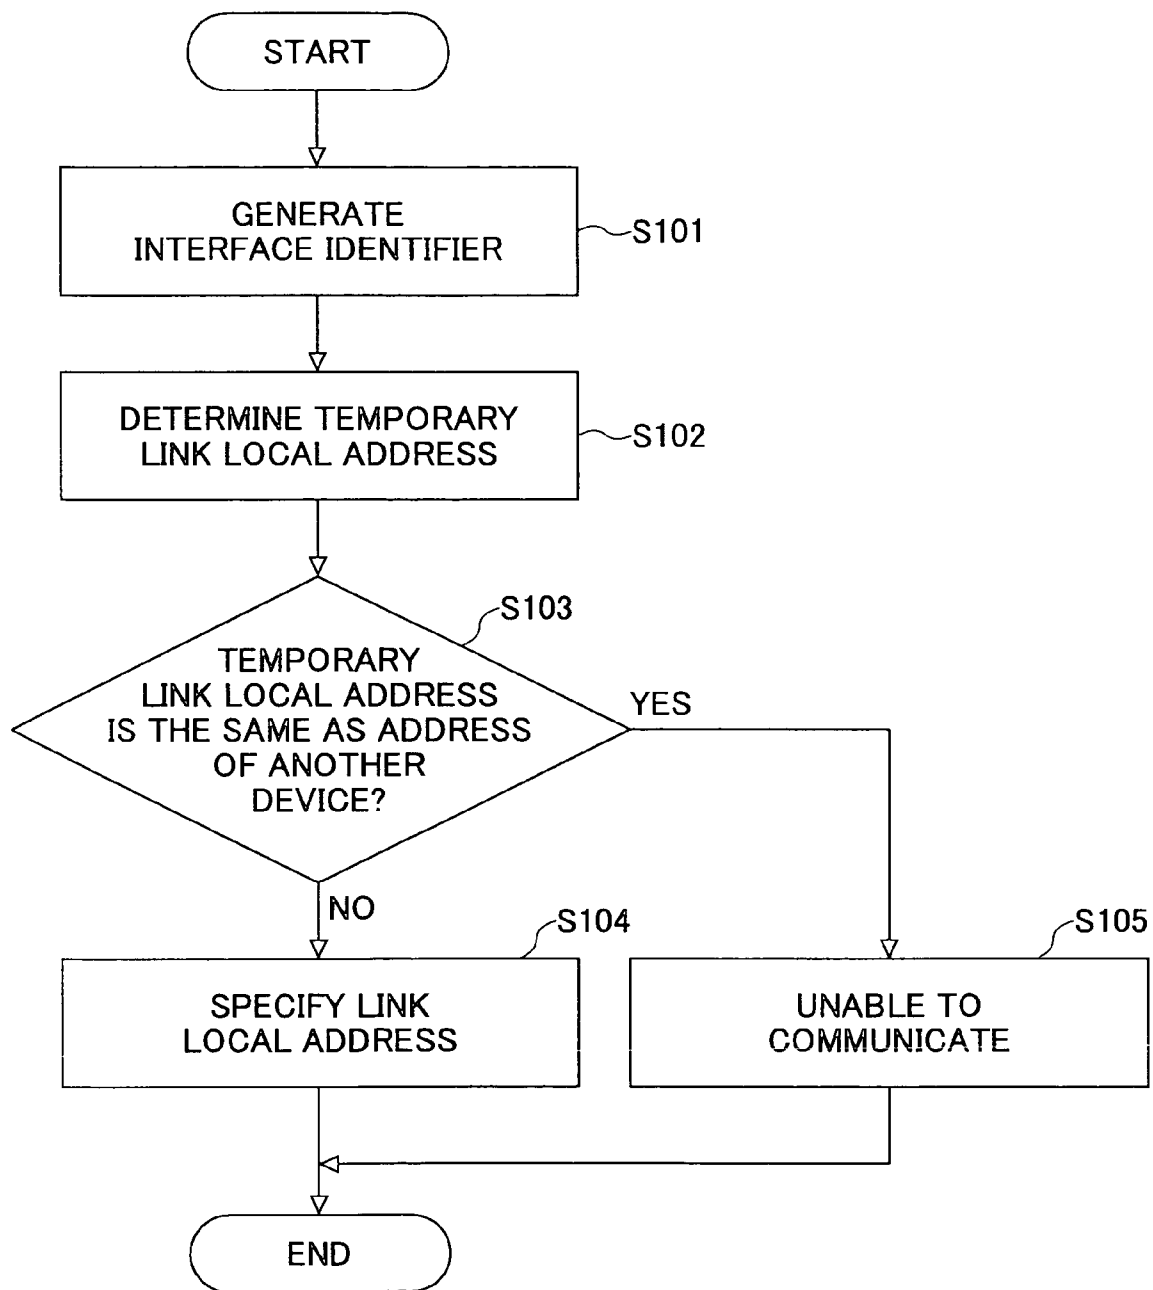 START
GENERATE
INTERFACE IDENTIFIER
S101
DETERMINE TEMPORARY
LINK LOCAL ADDRESS
S102
S103
TEMPORARY
LINK LOCAL ADDRESS
IS THE SAME AS ADDRESS
OF ANOTHER
DEVICE?
YES
NO
S104
SPECIFY LINK
LOCAL ADDRESS
S105
UNABLE TO
COMMUNICATE
END